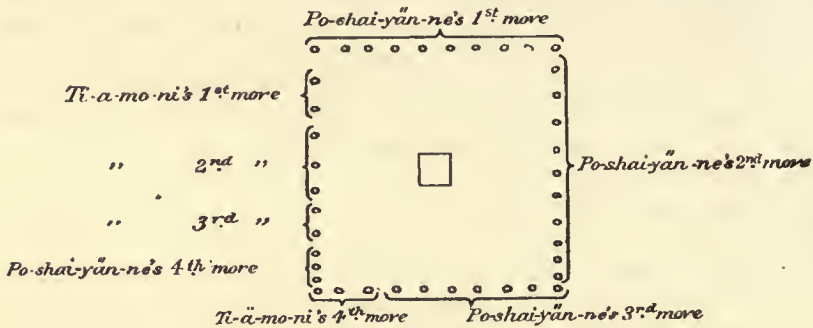 Po-shai-yän-ne's 1st more
Ti-a-mo-ni's 1st more
„ 2nd „
Po-shai-yän-ne's 2nd more
„ 3rd „
Po-shai-yän-ne's 4th more
Ti-ä-mo-ni's 4th more
Po-shai-yän-ne's 3rd more